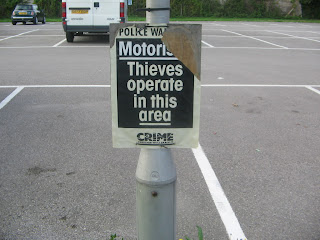 POLICE WA
Motoris
Thieves
operate
in this
area
CRIME